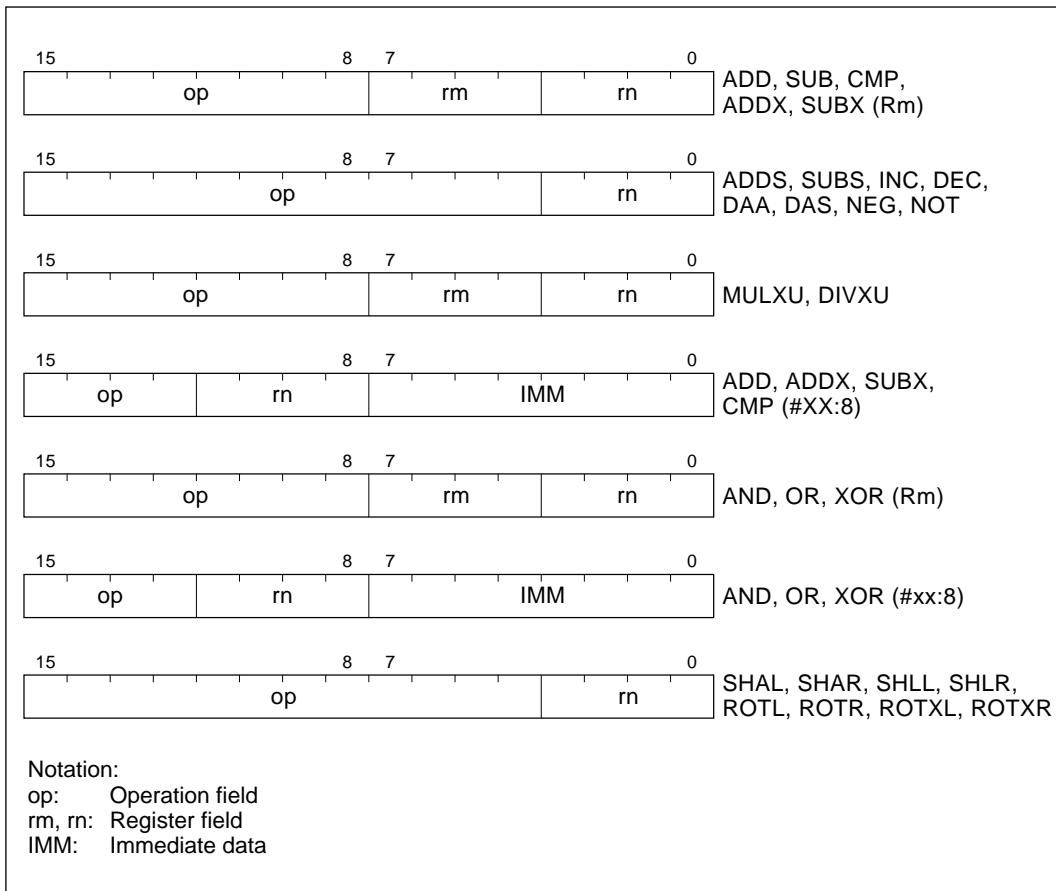 15 8 7 0
op rm rn
ADD, SUB, CMP,
ADDX, SUBX (Rm)
15 8 7 0
op rn
ADDS, SUBS, INC, DEC,
DAA, DAS, NEG, NOT
15 8 7 0
op rm rn
MULXU, DIVXU
15 8 7 0
op rn IMM
ADD, ADDX, SUBX,
CMP (#XX:8)
15 8 7 0
op rm rn
AND, OR, XOR (Rm)
15 8 7 0
op rn IMM
AND, OR, XOR (#xx:8)
15 8 7 0
op rn
SHAL, SHAR, SHLL, SHLR,
ROTL, ROTR, ROTXL, ROTXR
Notation:
op: Operation field
rm, rn: Register field
IMM: Immediate data